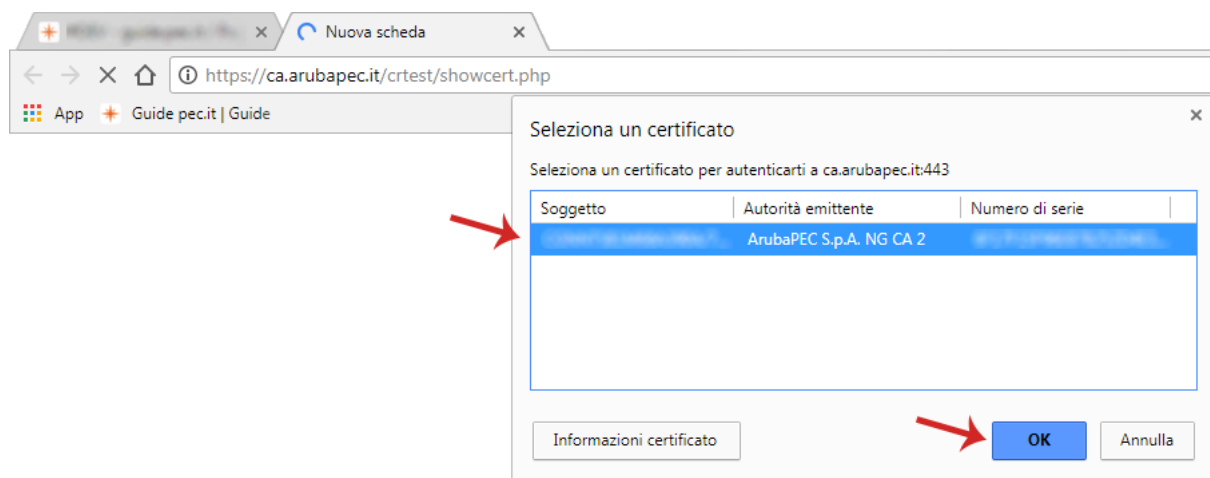 Nuova scheda
https://ca.arubapec.it/crtest/showcert.php
App Guide pec.it | Guide
Seleziona un certificato
Seleziona un certificato per autenticarti a ca.arubapec.it:443
Soggetto Autorità emittente Numero di serie
ArubaPEC S.p.A. NG CA 2
Informazioni certificato OK Annulla